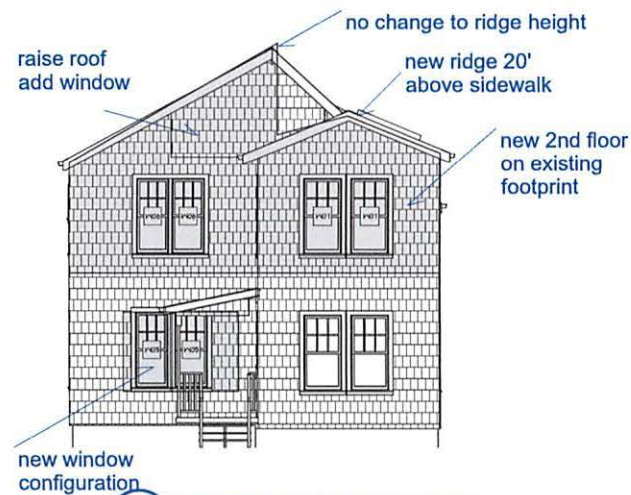 no change to ridge height
raise roof
add window
new ridge 20'
above sidewalk
new 2nd floor
on existing
footprint
new window
configuration